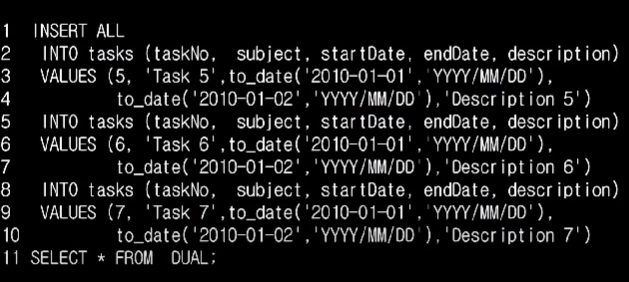 1 INSERT ALL
2 INTO tasks (taskNo, subject, startDate, endDate, description)
3 VALUES (5, 'Task 5',to_date('2010-01-01','YYYY/MM/DD'),
4 to_date('2010-01-02','YYYY/MM/DD'),'Description 5')
5 INTO tasks (taskNo, subject, startDate, endDate, description)
6 VALUES (6, 'Task 6',to_date('2010-01-01','YYYY/MM/DD'),
7 to_date('2010-01-02','YYYY/MM/DD'),'Description 6')
8 INTO tasks (taskNo, subject, startDate, endDate, description)
9 VALUES (7, 'Task 7',to_date('2010-01-01','YYYY/MM/DD'),
10 to_date('2010-01-02','YYYY/MM/DD'),'Description 7')
11 SELECT * FROM DUAL;